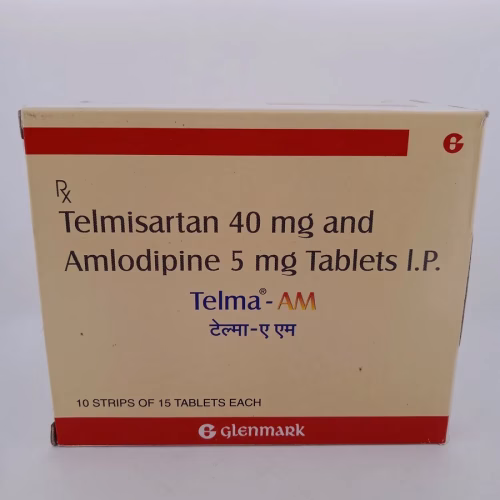 Rx
Telmisartan 40 mg and
Amlodipine 5 mg Tablets I.P.
Telma®-AM
टेल्मा-ए एम
10 STRIPS OF 15 TABLETS EACH
glenmark